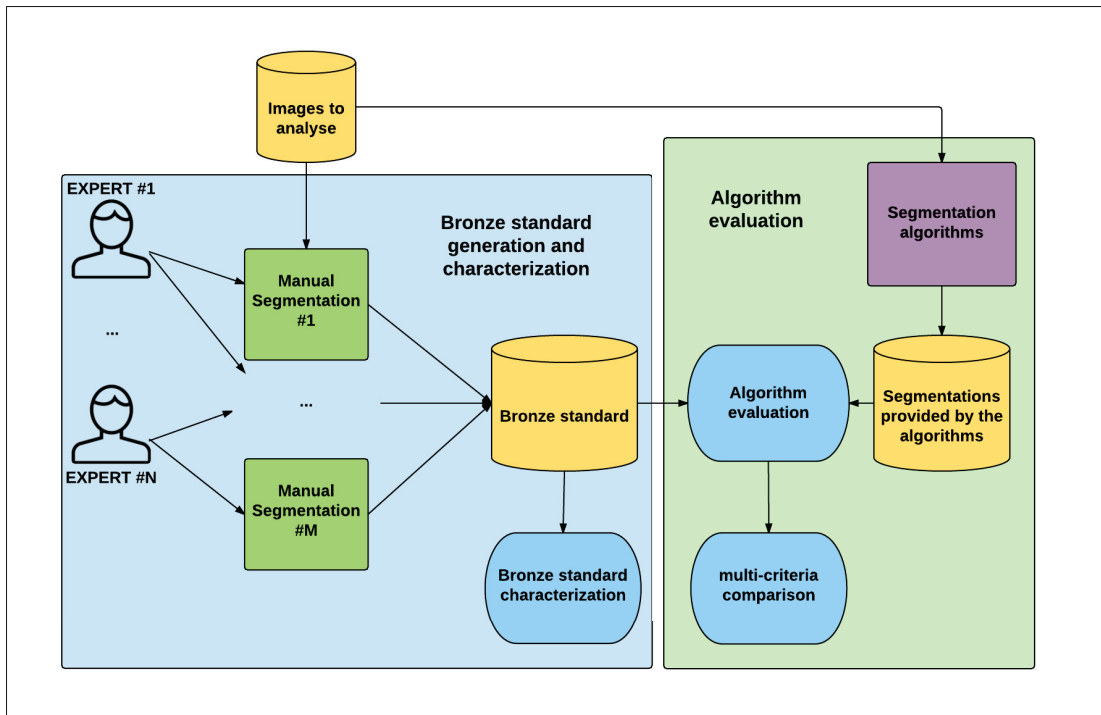 Images to
analyse
EXPERT #1
Bronze standard
generation and
characterization
Algorithm
evaluation
Segmentation
algorithms
Manual
Segmentation
#1
...
...
EXPERT #N
Bronze standard
Algorithm
evaluation
Segmentations
provided by the
algorithms
Manual
Segmentation
#M
Bronze standard
characterization
multi-criteria
comparison